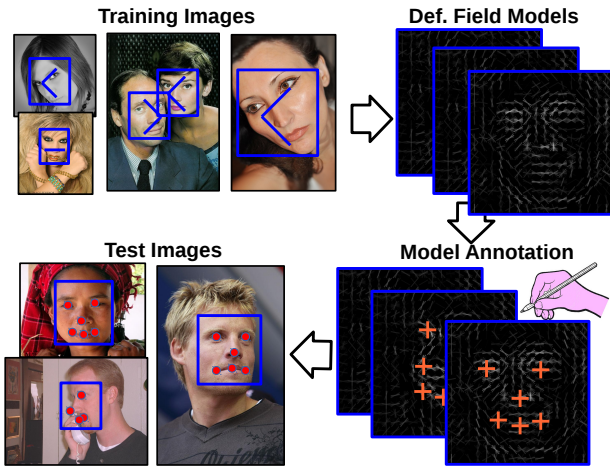 Training Images
Def. Field Models
Test Images
Model Annotation